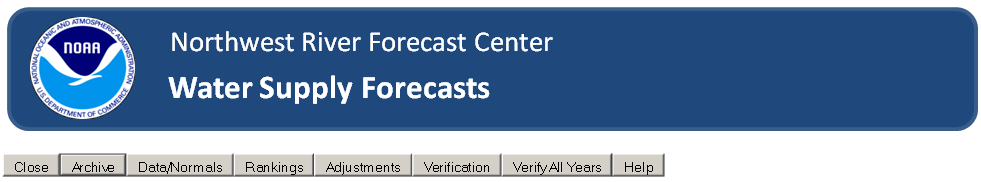 NATIONAL OCEANIC AND ATMOSPHERIC ADMINISTRATION
NOAA
U.S. DEPARTMENT OF COMMERCE
Northwest River Forecast Center
Water Supply Forecasts
Close Archive Data/Normals Rankings Adjustments Verification Verify All Years Help